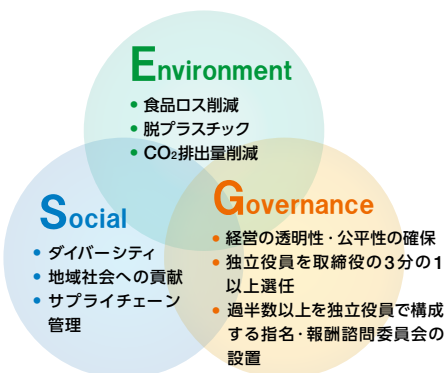 Environment
• 食品ロス削減
• 脱プラスチック
• CO₂排出量削減
Social
• ダイバーシティ
• 地域社会への貢献
• サプライチェーン
管理
Governance
• 経営の透明性・公平性の確保
• 独立役員を取締役の3分の1
以上選任
• 過半数以上を独立役員で構成
する指名・報酬諮問委員会の
設置